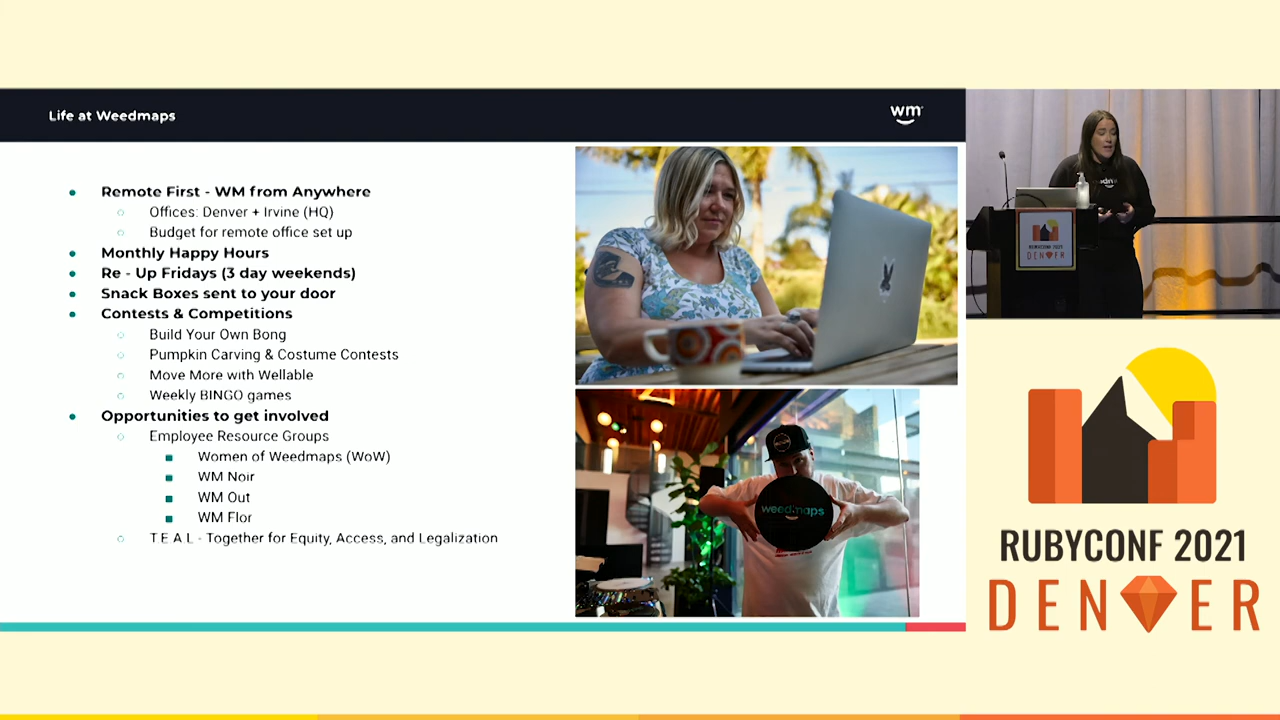 Life at Weedmaps
wm
Remote First - WM from Anywhere
Offices: Denver + Irvine (HQ)
Budget for remote office set up
Monthly Happy Hours
Re - Up Fridays (3 day weekends)
Snack Boxes sent to your door
Contests & Competitions
Build Your Own Bong
Pumpkin Carving & Costume Contests
Move More with Wellable
Weekly BINGO games
Opportunities to get involved
Employee Resource Groups
Women of Weedmaps (WoW)
WM Noir
WM Out
WM Flor
T E A L - Together for Equity, Access, and Legalization
weedmaps
RUBYCONF 2021
DENVER
RUBYCONF 2021
DENVER